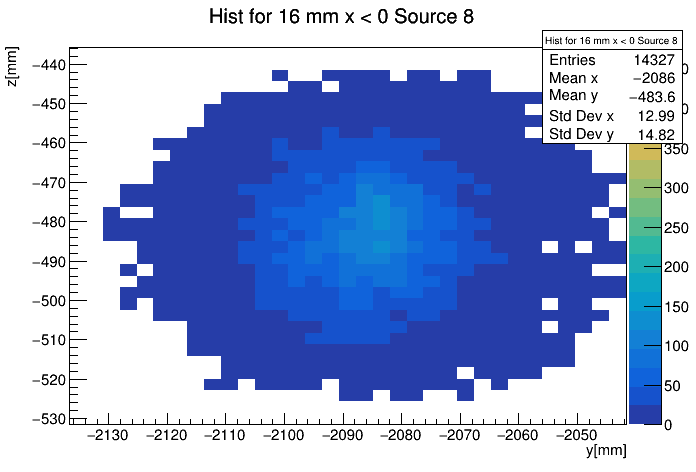 Hist for 16 mm x < 0 Source 8
Hist for 16 mm x < 0 Source 8
Entries 14327
Mean x −2086
Mean y −483.6
Std Dev x 12.99
Std Dev y 14.82
z[mm]
−440
−450
−460
−470
−480
−490
−500
−510
−520
−530
−2130 −2120 −2110 −2100 −2090 −2080 −2070 −2060 −2050
y[mm]
350
300
250
200
150
100
50
0